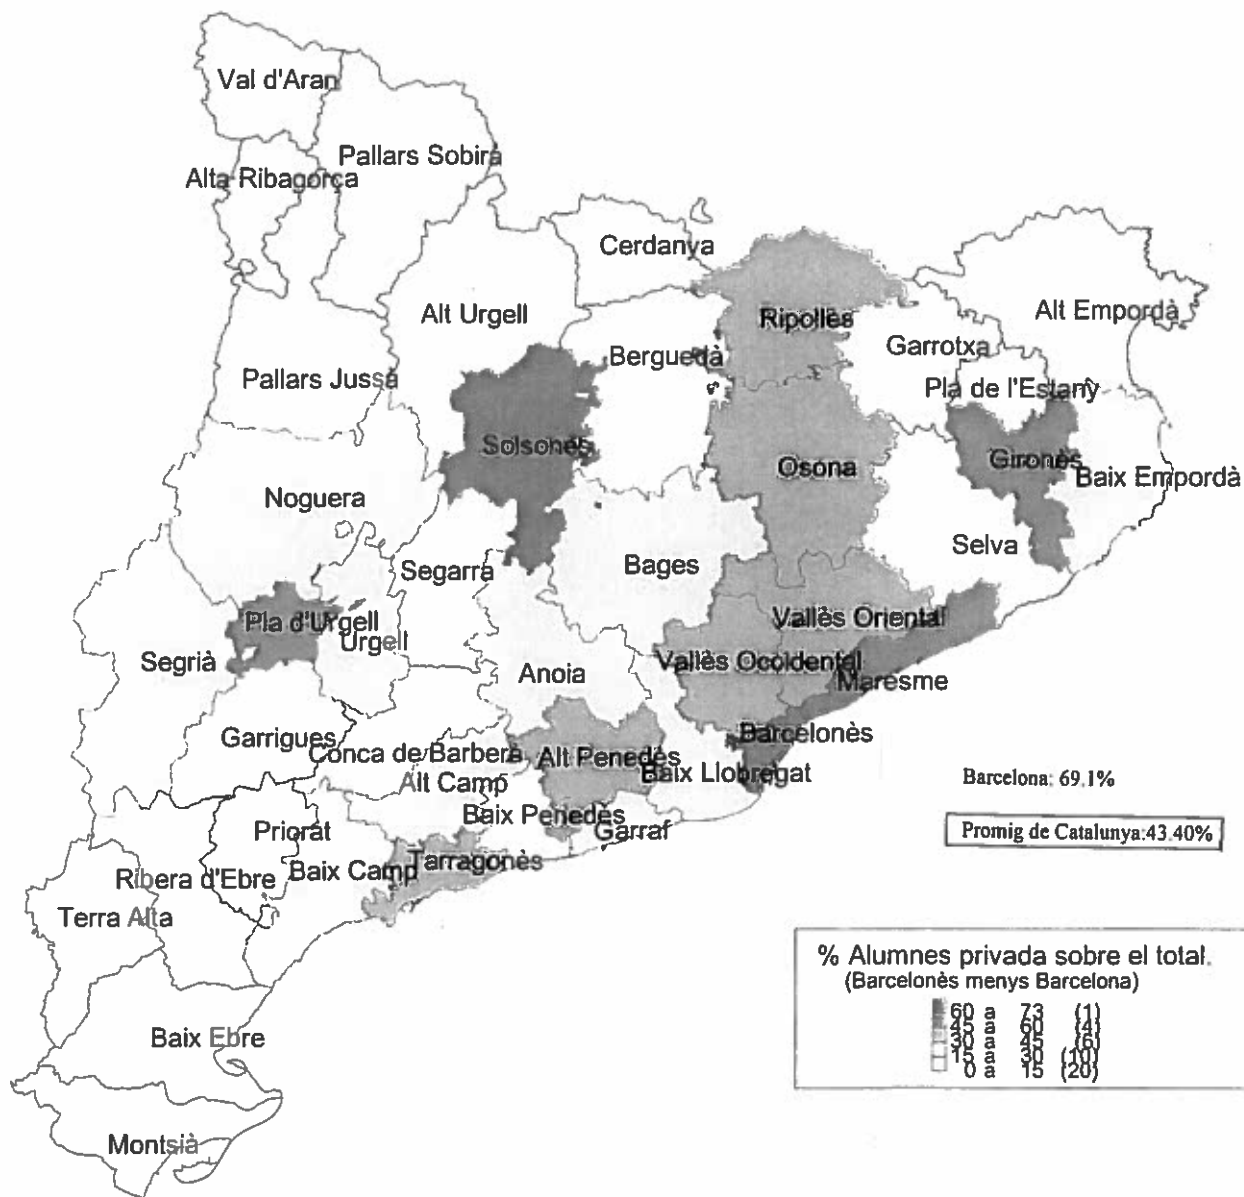 Val d'Aran
Pallars Sobirà
Alta Ribagorça
Cerdanya
Alt Urgell
Ripollès
Alt Empordà
Garrotxa
Berguedà
Pallars Jussà
Pla de l'Estany
Solsonès
Gironès
Osona
Baix Empordà
Noguera
Selva
Segarra
Bages
Pla d'Urgell
Vallès Oriental
Urgell
Segrià
Anoia
Vallès Occidental
Maresme
Garrigues
Barcelonès
Conca de Barberà
Alt Penedès
Baix Llobregat
Alt Camp
Barcelona: 69.1%
Baix Penedès
Priorat
Garraf
Promig de Catalunya:43.40%
Tarragonès
Baix Camp
Ribera d'Ebre
Terra Alta
% Alumnes privada sobre el total.
(Barcelonès menys Barcelona)
60 a 73 (1)
45 a 60 (4)
30 a 45 (6)
15 a 30 (10)
0 a 15 (20)
Baix Ebre
Montsià